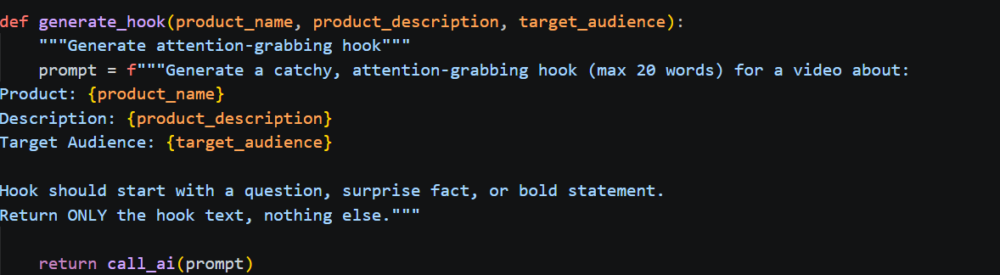 def generate_hook(product_name, product_description, target_audience):
    """Generate attention-grabbing hook"""
    prompt = f"""Generate a catchy, attention-grabbing hook (max 20 words) for a video about:
Product: {product_name}
Description: {product_description}
Target Audience: {target_audience}

Hook should start with a question, surprise fact, or bold statement.
Return ONLY the hook text, nothing else."""

    return call_ai(prompt)